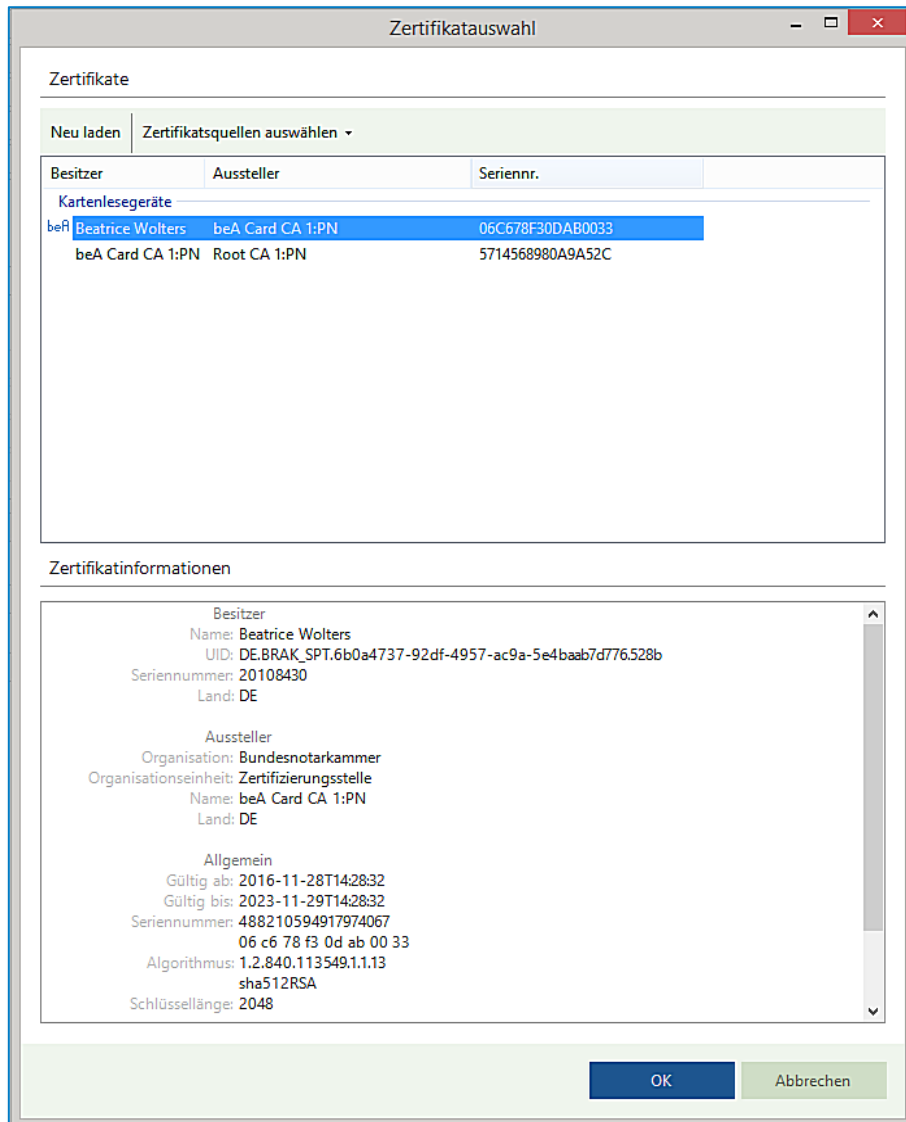 Zertifikatauswahl
Zertifikate
Neu laden Zertifikatsquellen auswählen
Besitzer Aussteller Seriennr.
Kartenlesegeräte
beA Beatrice Wolters beA Card CA 1:PN 06C678F30DAB0033
beA Card CA 1:PN Root CA 1:PN 5714568980A9A52C
Zertifikatinformationen
Besitzer
Name: Beatrice Wolters
UID: DE.BRAK_SPT.6b0a4737-92df-4957-ac9a-5e4baab7d776.528b
Seriennummer: 20108430
Land: DE
Aussteller
Organisation: Bundesnotarkammer
Organisationseinheit: Zertifizierungsstelle
Name: beA Card CA 1:PN
Land: DE
Allgemein
Gültig ab: 2016-11-28T14:28:32
Gültig bis: 2023-11-29T14:28:32
Seriennummer: 488210594917974067
06 c6 78 f3 0d ab 00 33
Algorithmus: 1.2.840.113549.1.1.13
sha512RSA
Schlüssellänge: 2048
OK Abbrechen